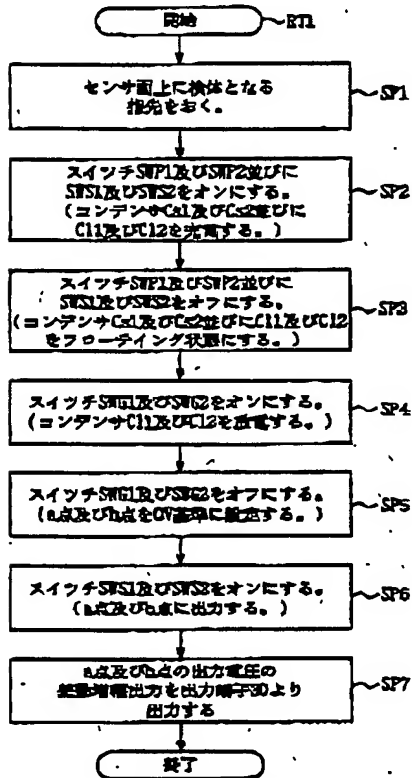 開始
RT1
センサ面上に検体となる
指先をおく。
SP1
スイッチSWP1及びSWP2並びに
SWS1及びSWS2をオンにする。
(コンデンサCs1及びCs2並びに
Cl1及びCl2を充電する。)
SP2
スイッチSWP1及びSWP2並びに
SWS1及びSWS2をオフにする。
(コンデンサCs1及びCs2並びにCl1及びCl2
をフローティング状態にする。)
SP3
スイッチSWG1及びSWG2をオンにする。
(コンデンサCl1及びCl2を放電する。)
SP4
スイッチSWG1及びSWG2をオフにする。
(a点及びb点を0V基準に設定する。)
SP5
スイッチSWS1及びSWS2をオンにする。
(a点及びb点に出力する。)
SP6
a点及びb点の出力電圧の
差動増幅出力を出力端子30より
出力する
SP7
終了